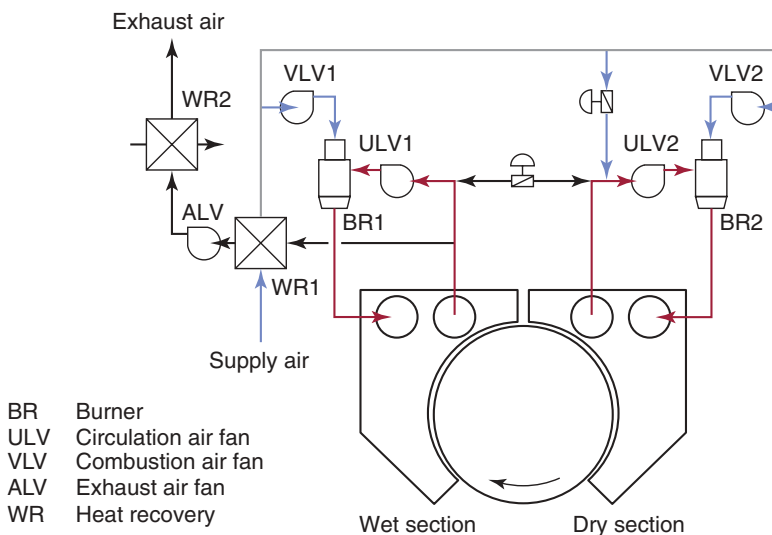 Exhaust air
WR2
VLV1
VLV2
ULV1
ULV2
ALV
BR1
BR2
WR1
Supply air
BR Burner
ULV Circulation air fan
VLV Combustion air fan
ALV Exhaust air fan
WR Heat recovery
Wet section
Dry section